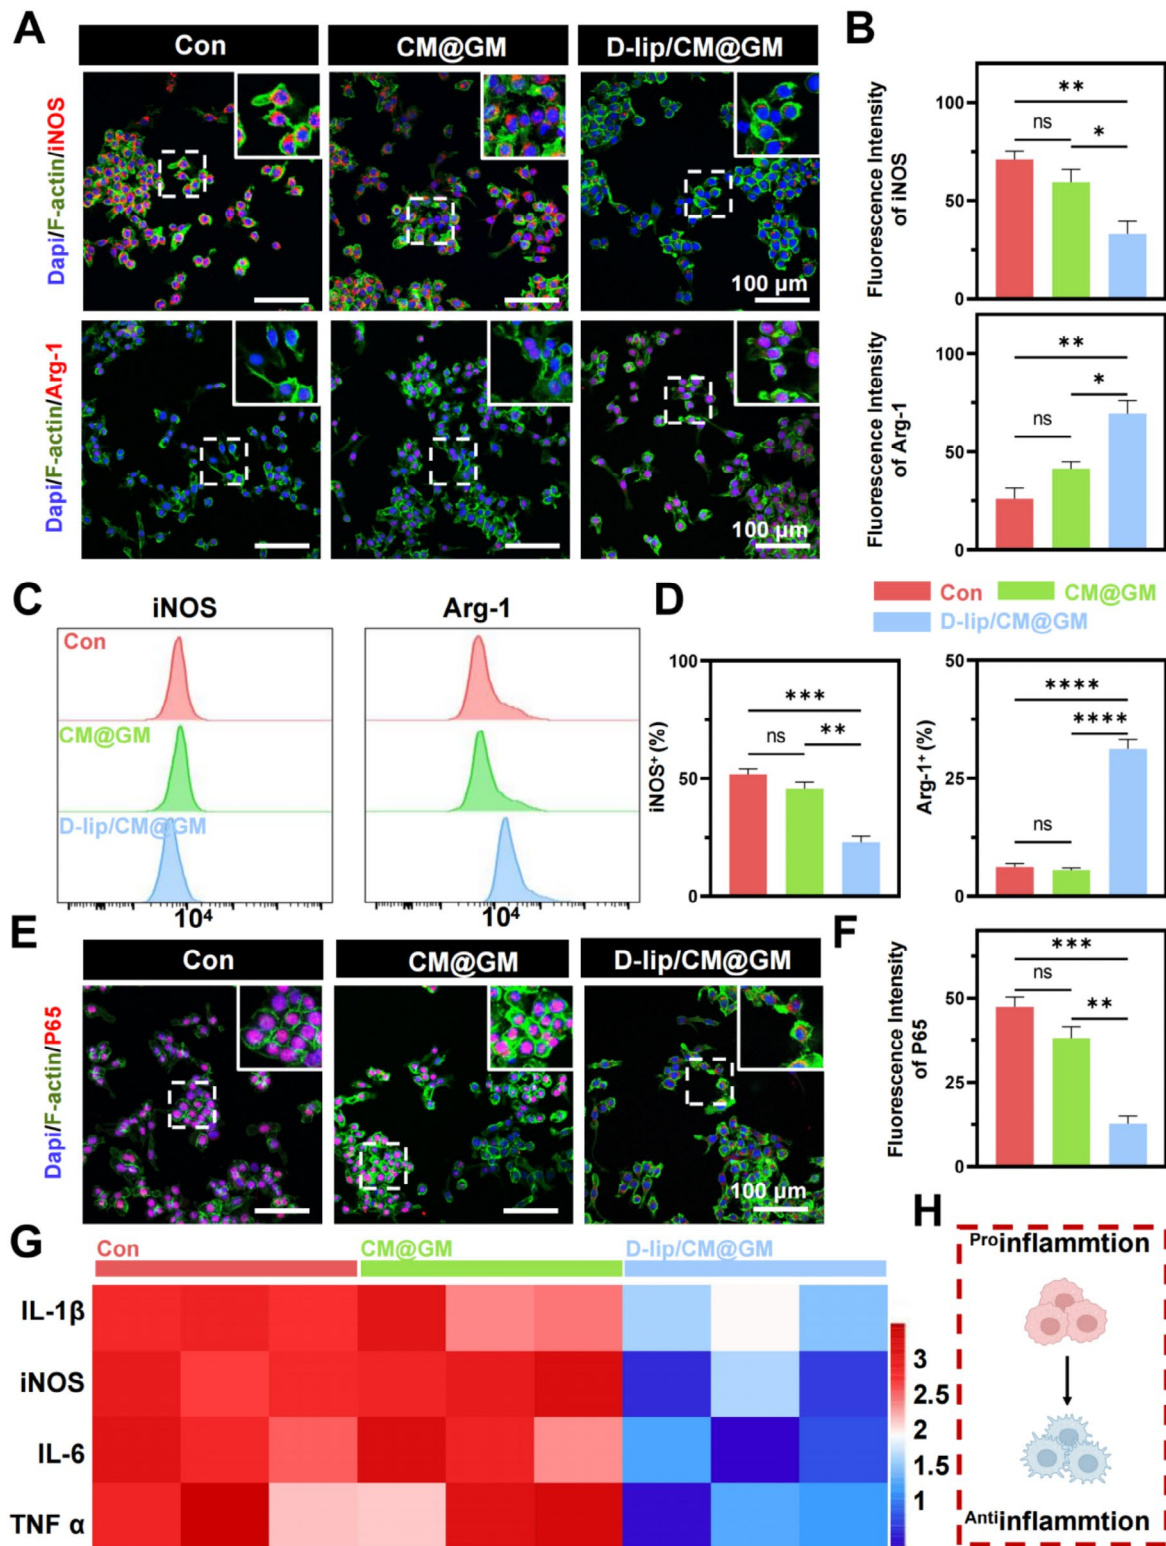 A
Con
CM@GM
D-lip/CM@GM
Dapi/F-actin/iNOS
100 µm
Dapi/F-actin/Arg-1
100 µm
B
Fluorescence Intensity
of iNOS
100
50
0
**
ns
*
Fluorescence Intensity
of Arg-1
100
50
0
**
*
ns
C
iNOS
Arg-1
Con
CM@GM
D-lip/CM@GM
10⁴
10⁴
D
Con
CM@GM
D-lip/CM@GM
iNOS⁺ (%)
100
50
0
***
ns
**
Arg-1⁺ (%)
50
25
0
****
****
ns
E
Con
CM@GM
D-lip/CM@GM
Dapi/F-actin/P65
100 µm
F
Fluorescence Intensity
of P65
50
25
0
***
ns
**
G
Con
CM@GM
D-lip/CM@GM
IL-1β
iNOS
IL-6
TNF α
3
2.5
2
1.5
1
H
Proinflammtion
Antiinflammtion